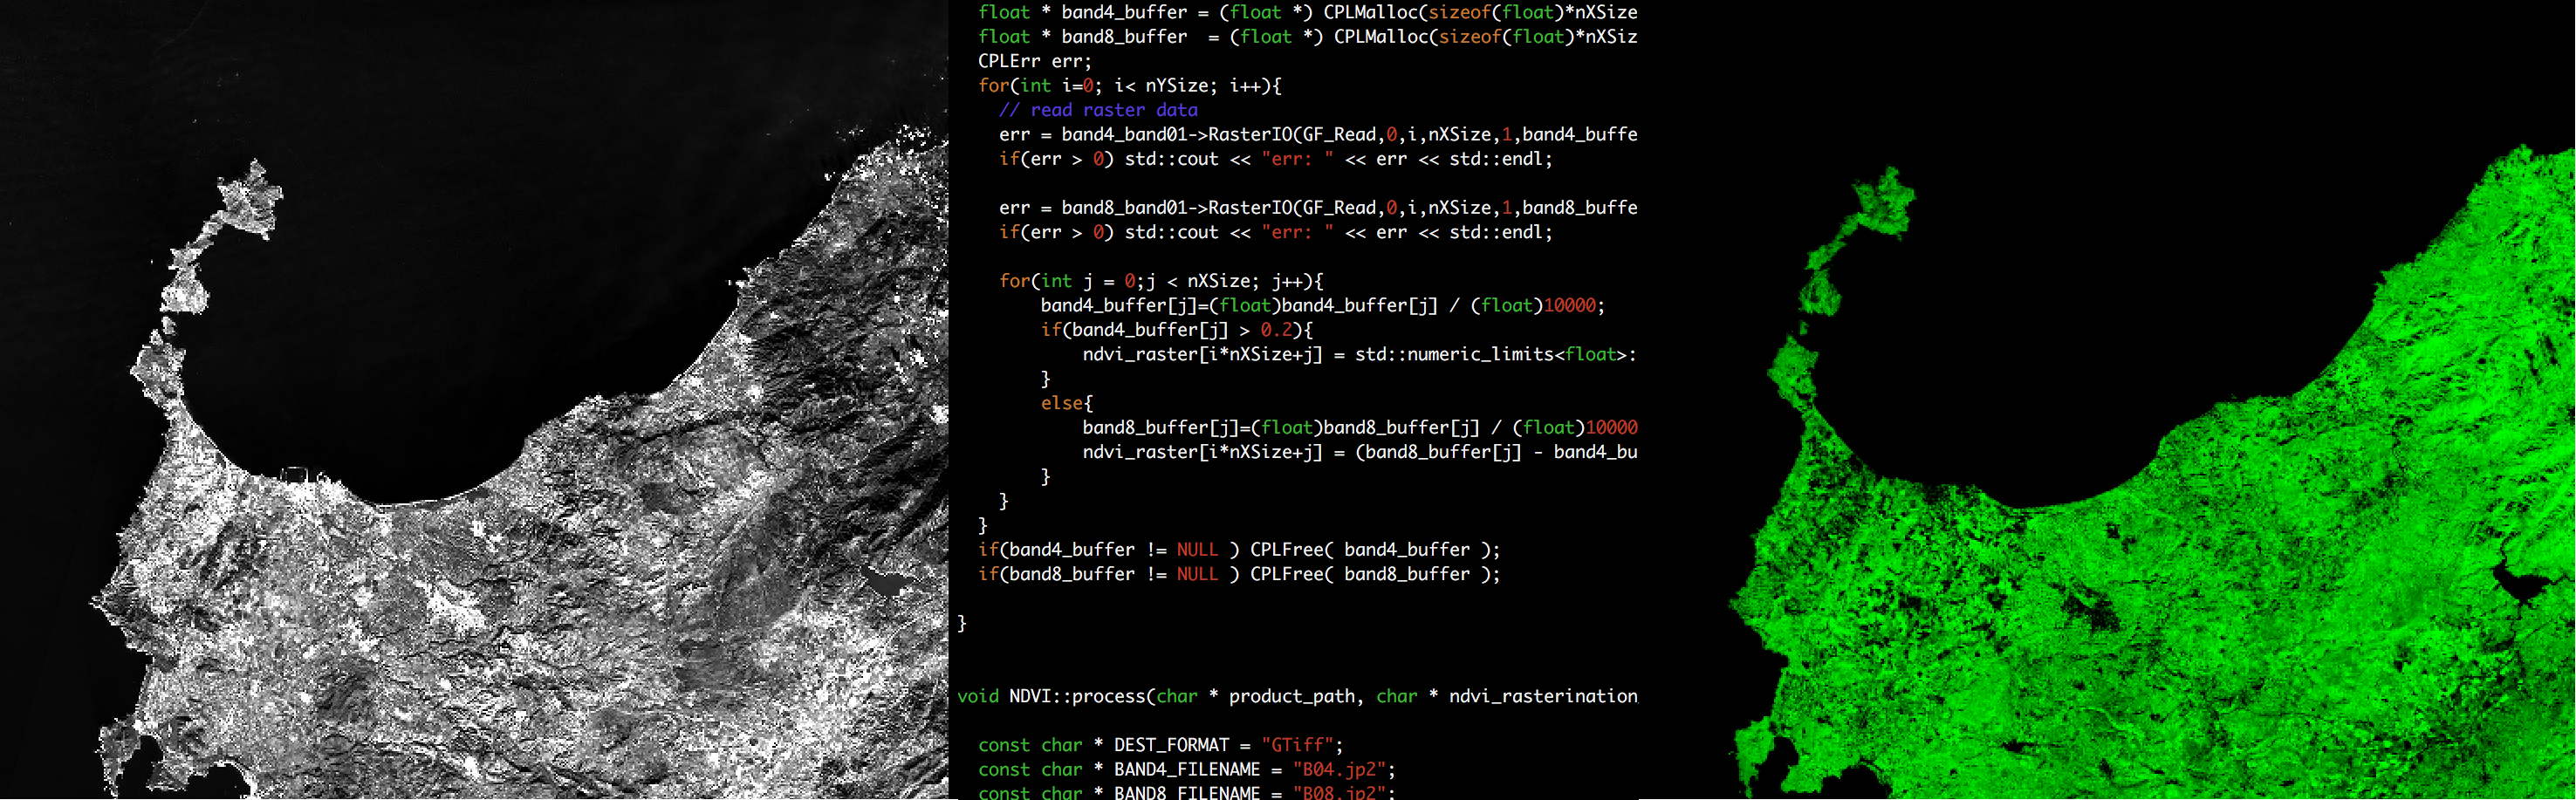 float * band4_buffer = (float *) CPLMalloc(sizeof(float)*nXSize
float * band8_buffer  = (float *) CPLMalloc(sizeof(float)*nXSiz
CPLErr err;
for(int i=0; i< nYSize; i++){
// read raster data
err = band4_band01->RasterIO(GF_Read,0,i,nXSize,1,band4_buffe
if(err > 0) std::cout << "err: " << err << std::endl;
err = band8_band01->RasterIO(GF_Read,0,i,nXSize,1,band8_buffe
if(err > 0) std::cout << "err: " << err << std::endl;
for(int j = 0;j < nXSize; j++){
band4_buffer[j]=(float)band4_buffer[j] / (float)10000;
if(band4_buffer[j] > 0.2){
ndvi_raster[i*nXSize+j] = std::numeric_limits<float>:
}
else{
band8_buffer[j]=(float)band8_buffer[j] / (float)10000
ndvi_raster[i*nXSize+j] = (band8_buffer[j] - band4_bu
}
}
}
if(band4_buffer != NULL ) CPLFree( band4_buffer );
if(band8_buffer != NULL ) CPLFree( band8_buffer );
}
void NDVI::process(char * product_path, char * ndvi_rasterination
const char * DEST_FORMAT = "GTiff";
const char * BAND4_FILENAME = "B04.jp2";
const char * BAND8_FILENAME = "B08.jp2";